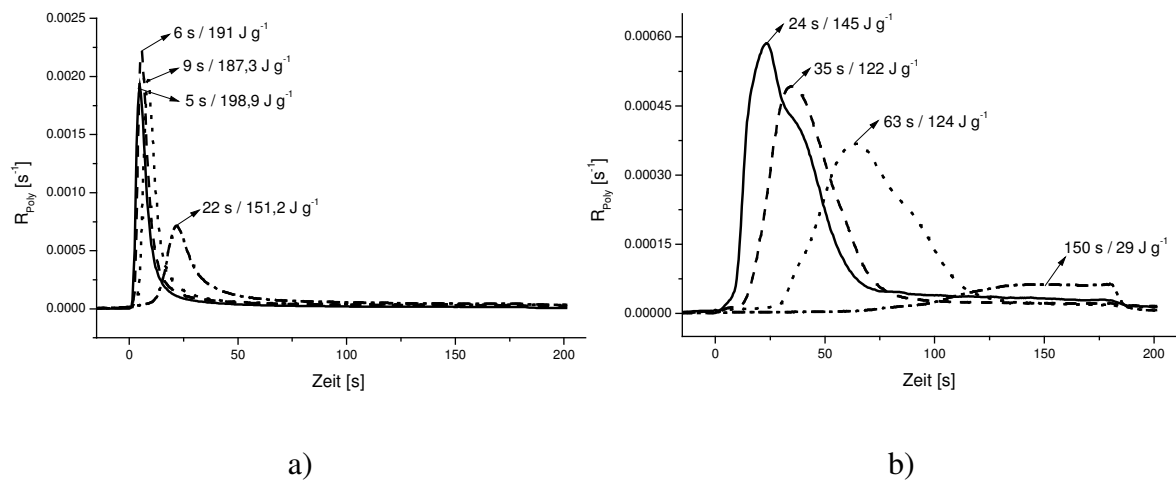 0.0025
0.0020
0.0015
0.0010
0.0005
0.0000
R_Poly [s⁻¹]
6 s / 191 J g⁻¹
9 s / 187,3 J g⁻¹
5 s / 198,9 J g⁻¹
22 s / 151,2 J g⁻¹
0 50 100 150 200
Zeit [s]
a)
0.00060
0.00045
0.00030
0.00015
0.00000
R_Poly [s⁻¹]
24 s / 145 J g⁻¹
35 s / 122 J g⁻¹
63 s / 124 J g⁻¹
150 s / 29 J g⁻¹
0 50 100 150 200
Zeit [s]
b)